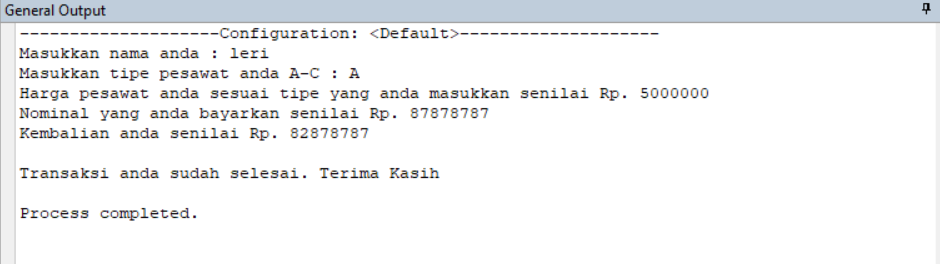 General Output
--------------------Configuration: <Default>--------------------
Masukkan nama anda : leri
Masukkan tipe pesawat anda A-C : A
Harga pesawat anda sesuai tipe yang anda masukkan senilai Rp. 5000000
Nominal yang anda bayarkan senilai Rp. 87878787
Kembalian anda senilai Rp. 82878787
Transaksi anda sudah selesai. Terima Kasih
Process completed.